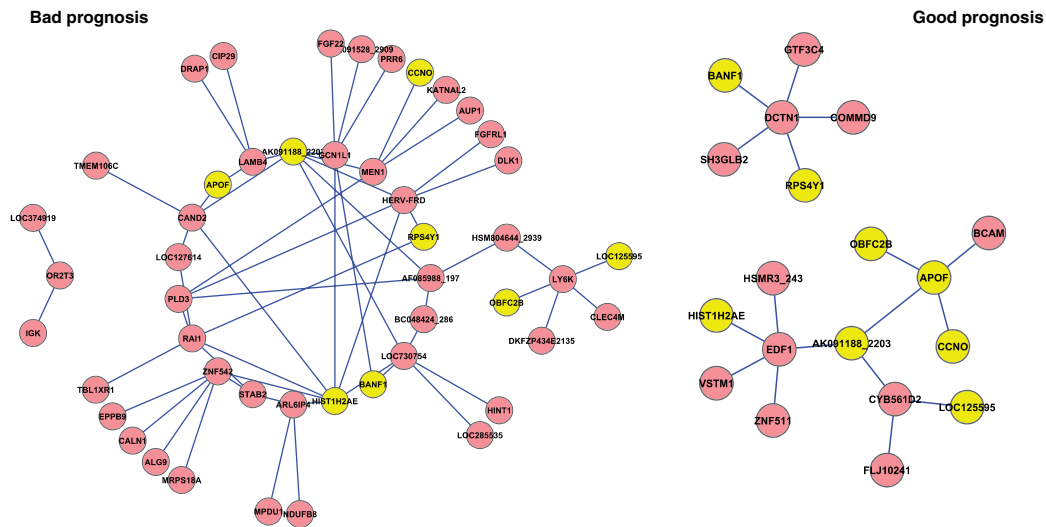 Bad prognosis
Good prognosis
FGF22
091528_2909
PRR6
CIP29
DRAP1
CCNO
KATNAL2
AUP1
FGFRL1
DLK1
TMEM106C
LAMB4
AK091188_2203
GCN1L1
MEN1
APOF
HERV-FRD
CAND2
RPS4Y1
HSM804644_2939
LOC374919
LOC127614
OR2T3
AF085988_197
LOC125595
LY6K
PLD3
OBFC2B
CLEC4M
IGK
BC048424_286
RAI1
DKFZP434E2135
LOC730754
ZNF542
TBL1XR1
STAB2
BANF1
ARL6IP4
HIST1H2AE
EPPB9
HINT1
CALN1
LOC285535
ALG9
MRPS18A
MPDU1
NDUFB8
GTF3C4
BANF1
DCTN1
COMMD9
SH3GLB2
RPS4Y1
BCAM
OBFC2B
HSMR3_243
APOF
HIST1H2AE
EDF1
AK091188_2203
CCNO
VSTM1
CYB561D2
LOC125595
ZNF511
FLJ10241